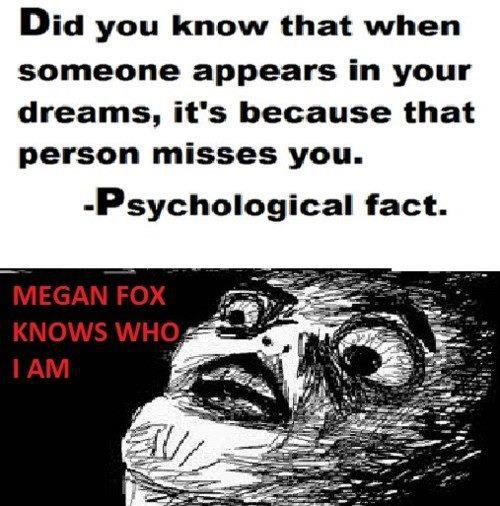 Did you know that when
someone appears in your
dreams, it's because that
person misses you.
-Psychological fact.
MEGAN FOX
KNOWS WHO
I AM